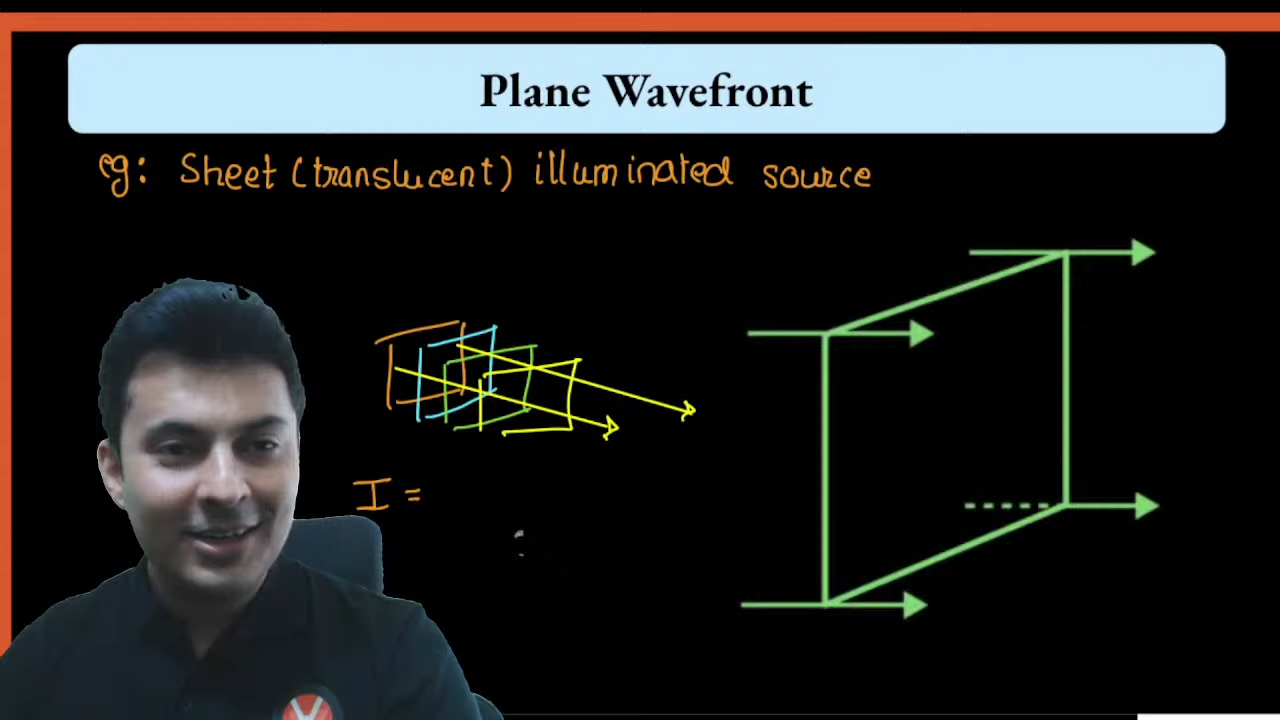 Plane Wavefront
eg: Sheet (translucent) illuminated source
I =